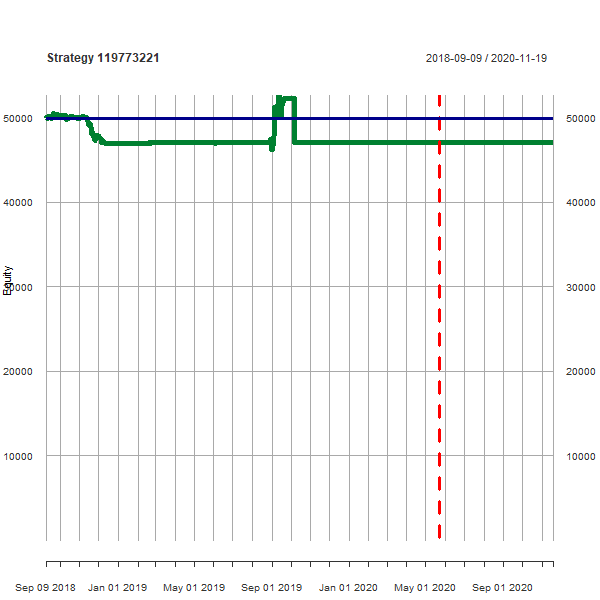 Strategy 119773221
2018-09-09 / 2020-11-19
50000 50000
40000 40000
Equity
30000 30000
20000 20000
10000 10000
Sep 09 2018 Jan 01 2019 May 01 2019 Sep 01 2019 Jan 01 2020 May 01 2020 Sep 01 2020